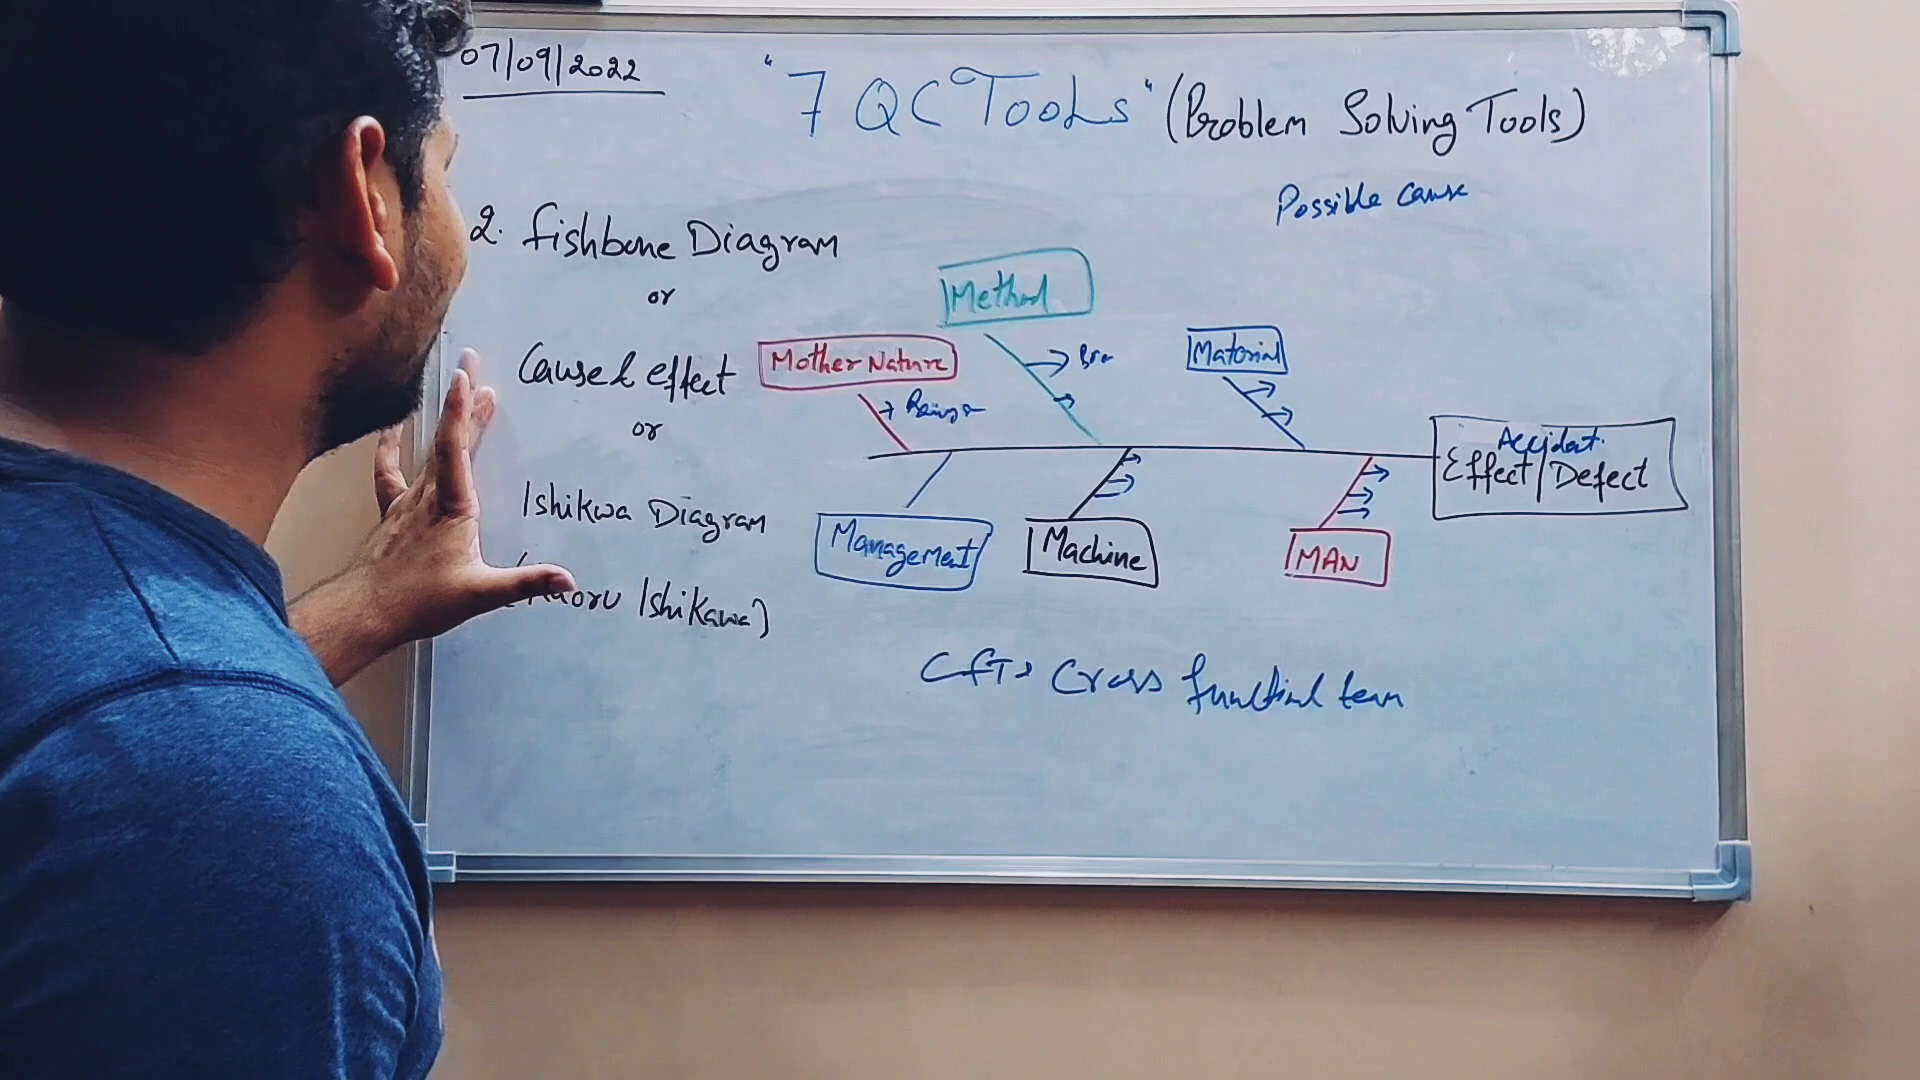 07/09/2022
"7 QC TOOLS" (Problem Solving Tools)
Possible Cause
2. fishbone Diagram
or
Cause & effect
or
Ishikwa Diagram
Ishikawa)
Method
Mother Nature
Material
Accident
Effect/Defect
Management
Machine
MAN
CFT Cross functional team